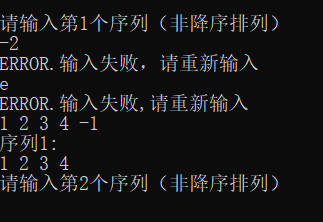 请输入第1个序列（非降序排列）
-2
ERROR.输入失败，请重新输入
e
ERROR.输入失败,请重新输入
1 2 3 4 -1
序列1:
1 2 3 4
请输入第2个序列（非降序排列）